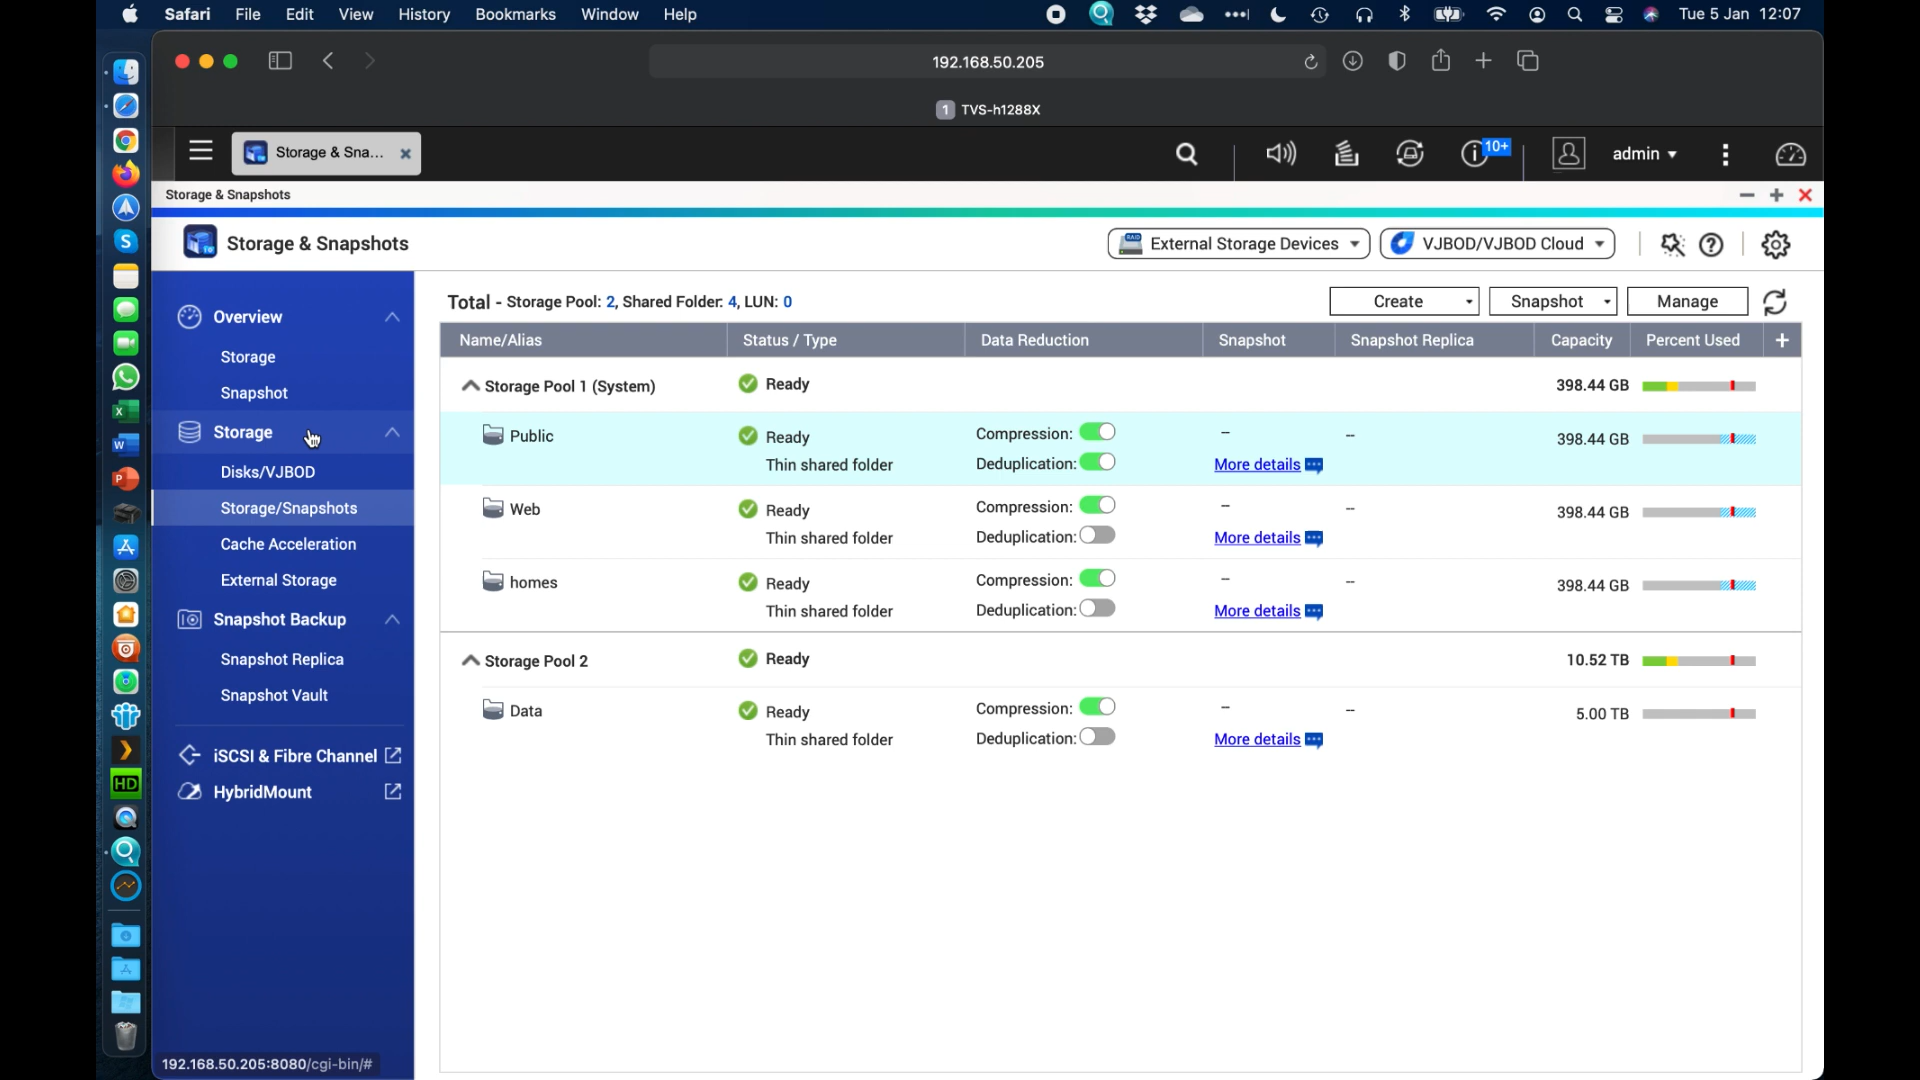 Safari File Edit View History Bookmarks Window Help Tue 5 Jan 12:07
192.168.50.205
1 TVS-h1288X
Storage & Sna... 10+ admin
Storage & Snapshots
Storage & Snapshots External Storage Devices VJBOD/VJBOD Cloud
Overview
Storage
Snapshot
Storage
Disks/VJBOD
Storage/Snapshots
Cache Acceleration
External Storage
Snapshot Backup
Snapshot Replica
Snapshot Vault
iSCSI & Fibre Channel
HybridMount
192.168.50.205:8080/cgi-bin/#
Total - Storage Pool: 2, Shared Folder: 4, LUN: 0 Create Snapshot Manage
Name/Alias Status / Type Data Reduction Snapshot Snapshot Replica Capacity Percent Used +
Storage Pool 1 (System) Ready 398.44 GB
Public Ready Compression: -- -- 398.44 GB
Thin shared folder Deduplication: More details
Web Ready Compression: -- -- 398.44 GB
Thin shared folder Deduplication: More details
homes Ready Compression: -- -- 398.44 GB
Thin shared folder Deduplication: More details
Storage Pool 2 Ready 10.52 TB
Data Ready Compression: -- -- 5.00 TB
Thin shared folder Deduplication: More details
S
X
W
P
HD
RAID